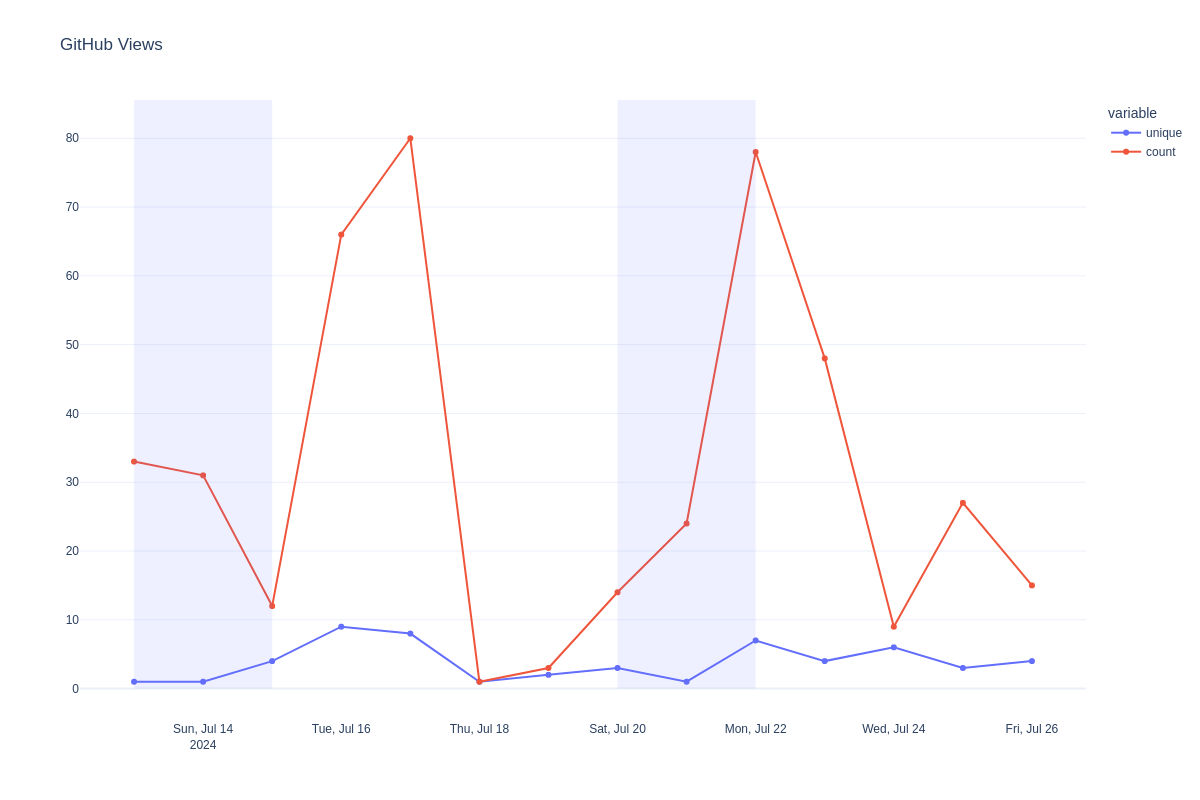 GitHub Views
variable
unique
count
80
70
60
50
40
30
20
10
0
Sun, Jul 14
2024
Tue, Jul 16
Thu, Jul 18
Sat, Jul 20
Mon, Jul 22
Wed, Jul 24
Fri, Jul 26